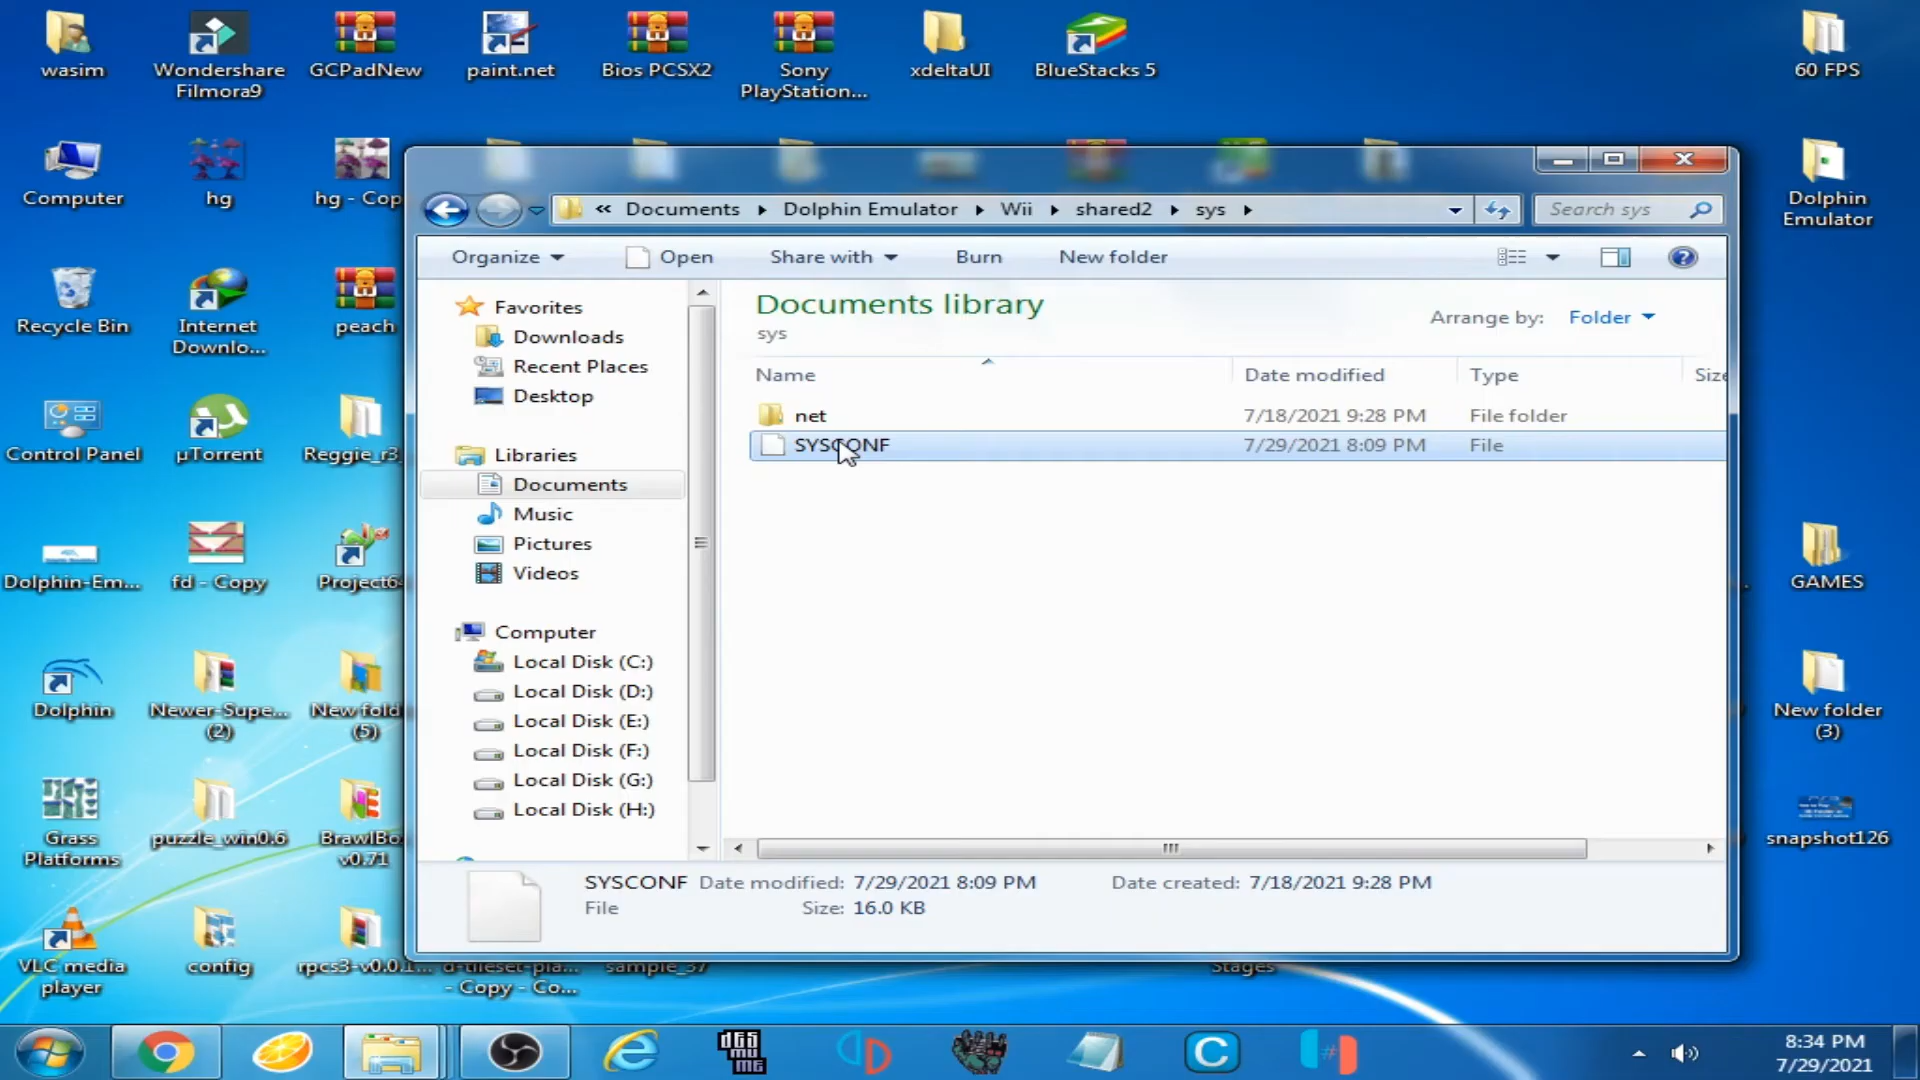 wasim
Wondershare
Filmora9
GCPadNew
paint.net
Bios PCSX2
Sony
PlayStation...
xdeltaUI
BlueStacks 5
60 FPS
Computer
hg
hg - Cop
Dolphin
Emulator
« Documents Dolphin Emulator Wii shared2 sys
Search sys
Organize
Open
Share with
Burn
New folder
Recycle Bin
Internet
Downlo...
peach
Favorites
Downloads
Recent Places
Desktop
Documents library
sys
Arrange by: Folder
Name
Date modified
Type
Size
net
7/18/2021 9:28 PM
File folder
SYSCONF
7/29/2021 8:09 PM
File
Control Panel
µTorrent
Reggie_r3
Libraries
Documents
Music
Pictures
Videos
Dolphin-Em...
fd - Copy
Project64
GAMES
Computer
Local Disk (C:)
Local Disk (D:)
Local Disk (E:)
Local Disk (F:)
Local Disk (G:)
Local Disk (H:)
Dolphin
Newer-Supe...
(2)
New fold
(5)
New folder
(3)
Grass
Platforms
puzzle_win0.6
BrawlBo
v0.71
snapshot126
SYSCONF Date modified: 7/29/2021 8:09 PM
Date created: 7/18/2021 9:28 PM
File
Size: 16.0 KB
VLC media
player
config
rpcs3-v0.0.1...
d-tileset-pla...
- Copy - Co...
sample_37
Stages
DeSmuME
C
#
8:34 PM
7/29/2021